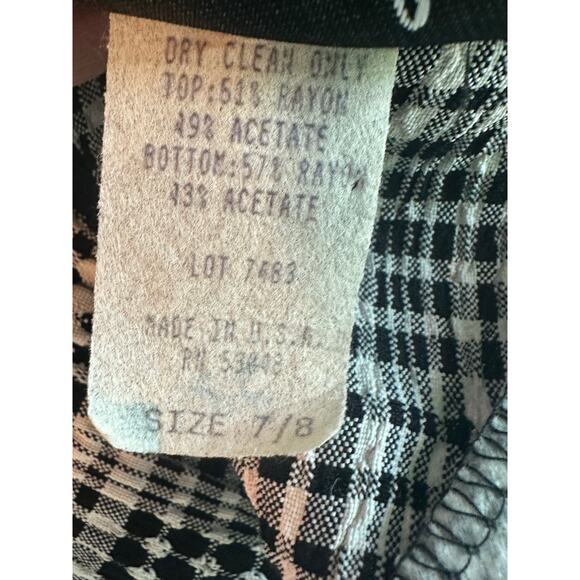 DRY CLEAN ONLY
TOP:51% RAYON
49% ACETATE
BOTTOM:57% RAYON
43% ACETATE
LOT 7483
MADE IN U.S.A.
RN
SIZE 7/8